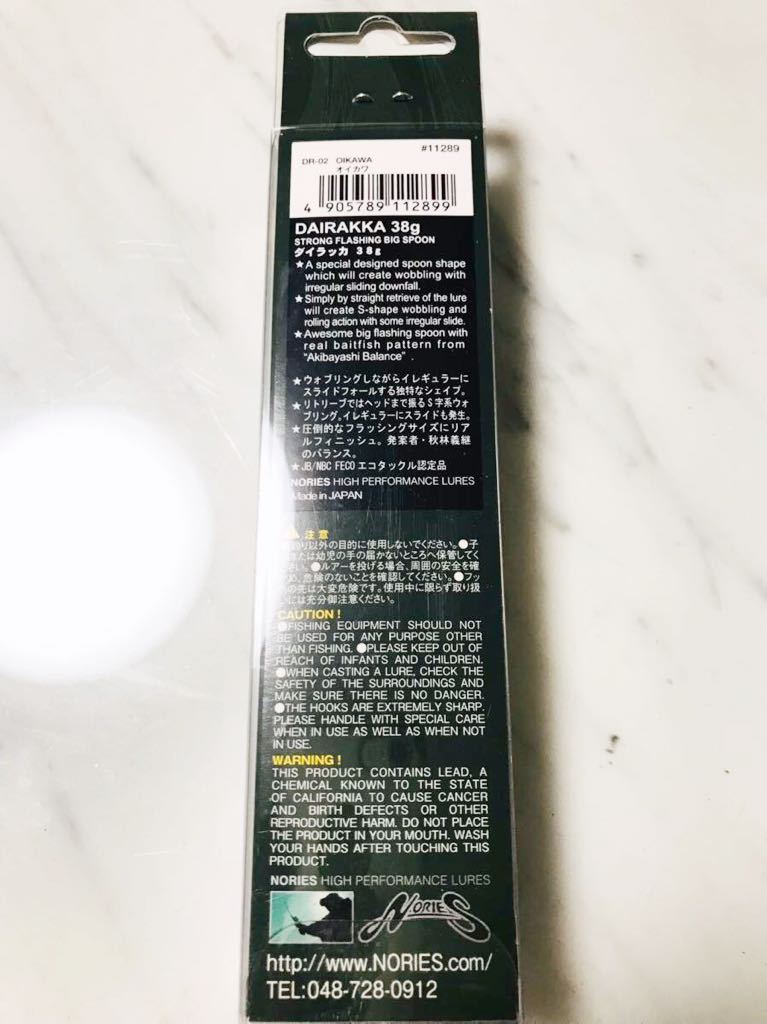 #11289
DR-02 OIKAWA
オイカワ
4 905789 112899
DAIRAKKA 38g
STRONG FLASHING BIG SPOON
ダイラッカ 38g
★A special designed spoon shape
which will create wobbling with
irregular sliding downfall.
★Simply by straight retrieve of the lure
will create S-shape wobbling and
rolling action with some irregular slide.
★Awesome big flashing spoon with
real baitfish pattern from
"Akibayashi Balance" .
★ウォブリングしながらイレギュラーに
スライドフォールする独特なシェイプ。
★リトリーブではヘッドまで振るS字系ウォ
ブリング。イレギュラーにスライドも発生。
★圧倒的なフラッシングサイズにリア
ルフィニッシュ。発案者・秋林義継
のバランス。
★JB/NBC FECO エコタックル認定品
NORIES HIGH PERFORMANCE LURES
Made in JAPAN
注意
り以外の目的に使用しないでください。●子
または幼児の手の届かないところへ保管してく
さい。●ルアーを投げる場合、周囲の安全を確
め、危険のないことを確認してください。●フッ
の先は大変危険です。使用中に限らず取り扱
には充分御注意ください。
CAUTION !
●FISHING EQUIPMENT SHOULD NOT
BE USED FOR ANY PURPOSE OTHER
THAN FISHING. ●PLEASE KEEP OUT OF
REACH OF INFANTS AND CHILDREN.
●WHEN CASTING A LURE, CHECK THE
SAFETY OF THE SURROUNDINGS AND
MAKE SURE THERE IS NO DANGER.
●THE HOOKS ARE EXTREMELY SHARP.
PLEASE HANDLE WITH SPECIAL CARE
WHEN IN USE AS WELL AS WHEN NOT
IN USE.
WARNING !
THIS PRODUCT CONTAINS LEAD, A
CHEMICAL KNOWN TO THE STATE
OF CALIFORNIA TO CAUSE CANCER
AND BIRTH DEFECTS OR OTHER
REPRODUCTIVE HARM. DO NOT PLACE
THE PRODUCT IN YOUR MOUTH. WASH
YOUR HANDS AFTER TOUCHING THIS
PRODUCT.
NORIES HIGH PERFORMANCE LURES
NORIES
http://www.NORIES.com/
TEL:048-728-0912